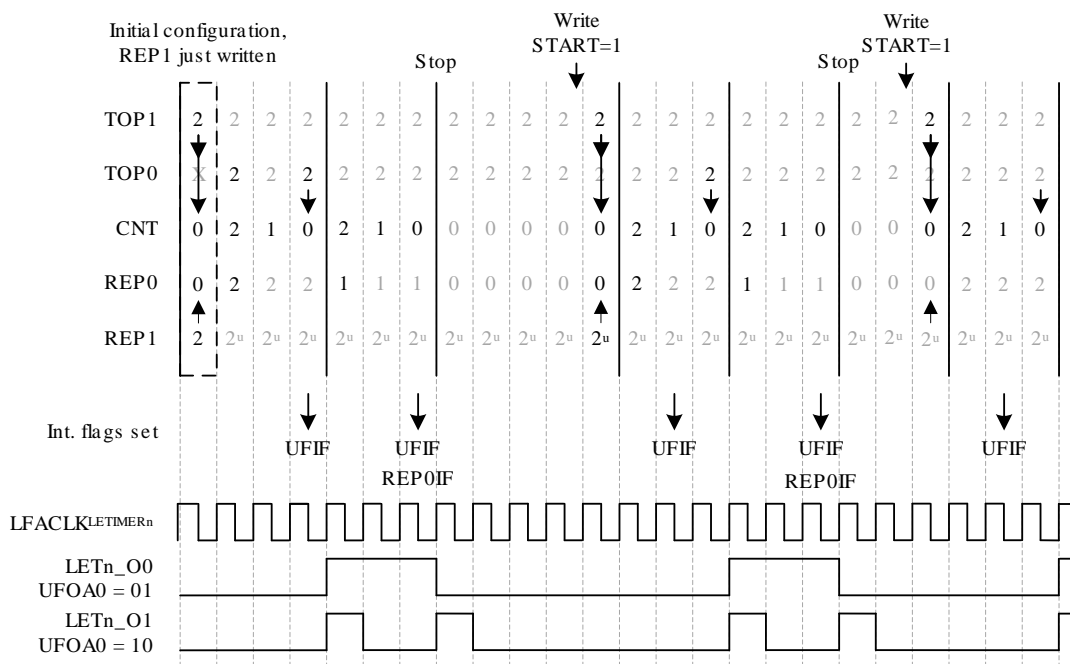 Initial configuration,
REP1 just written
Stop
Write
START=1
Stop
Write
START=1
TOP1 2 2 2 2 2 2 2 2 2 2 2 2 2 2 2 2 2 2 2 2 2 2 2 2
TOP0 X 2 2 2 2 2 2 2 2 2 2 2 2 2 2 2 2 2 2 2 2 2 2 2
CNT 0 2 1 0 2 1 0 0 0 0 0 0 2 1 0 2 1 0 0 0 0 2 1 0
REP0 0 2 2 2 1 1 1 0 0 0 0 0 2 2 2 1 1 1 0 0 0 2 2 2
REP1 2 2u 2u 2u 2u 2u 2u 2u 2u 2u 2u 2u 2u 2u 2u 2u 2u 2u 2u 2u 2u 2u 2u 2u
Int. flags set
UFIF
UFIF
REP0IF
UFIF
UFIF
REP0IF
UFIF
LFACLKLETIMERn
LETn_O0
UFOA0 = 01
LETn_O1
UFOA0 = 10